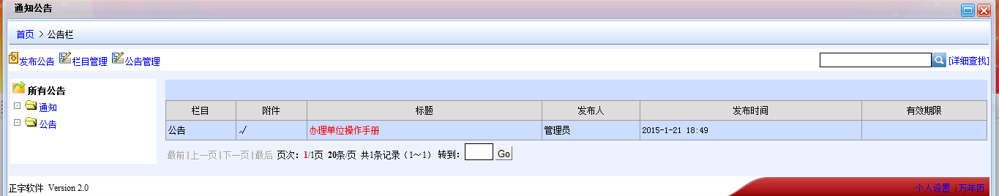 通知公告
首页 > 公告栏
发布公告 栏目管理 公告管理 [详细查找]
所有公告
通知
公告
栏目 附件 标题 发布人 发布时间 有效期限
公告 √ 办理单位操作手册 管理员 2015-1-21 18:49
最前|上一页|下一页|最后 页次：1/1页 20条/页 共1条记录（1～1） 转到： Go
正宇软件 Version 2.0 个人设置 |万年历